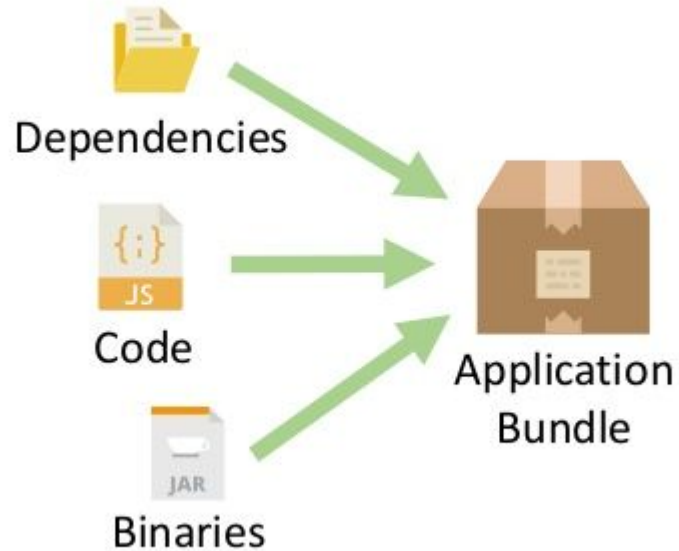 Dependencies
{;}
JS
Code
JAR
Binaries
Application
Bundle